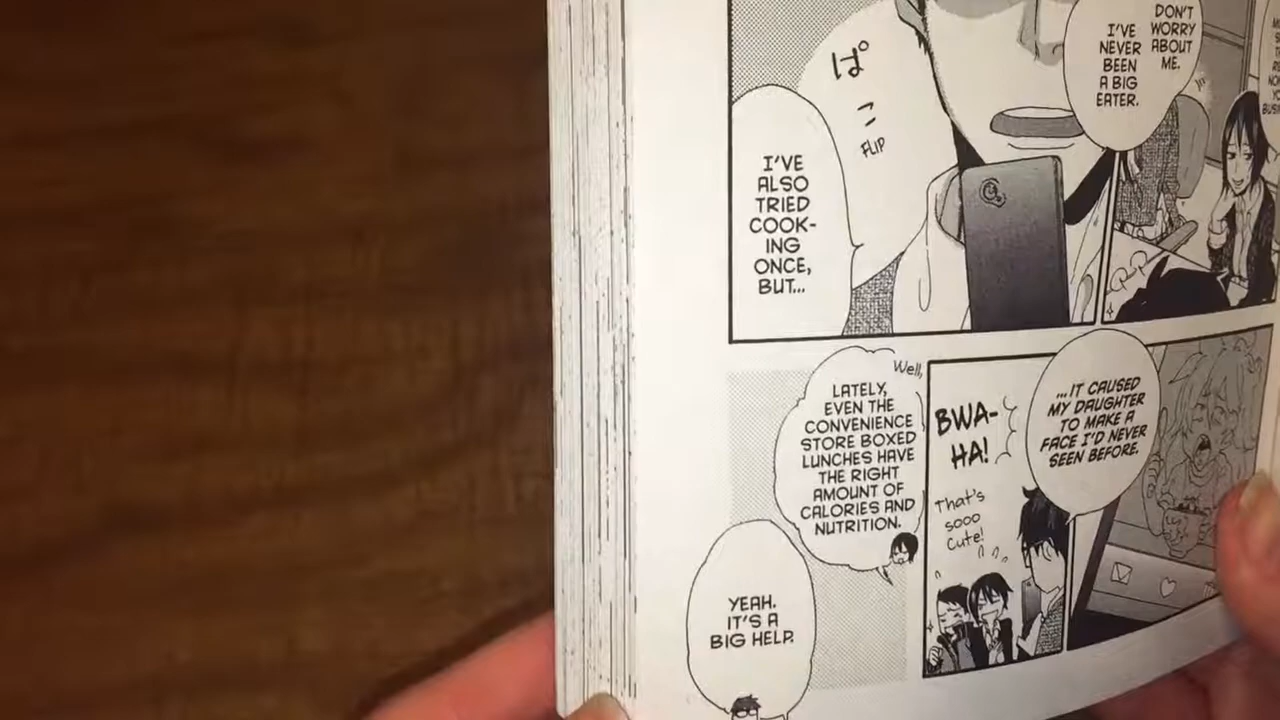 DON'T
WORRY
ABOUT
ME.
I'VE
NEVER
BEEN
A BIG
EATER.
ぱ
こ
FLIP
I'VE
ALSO
TRIED
COOK-
ING
ONCE,
BUT...
...IT CAUSED
MY DAUGHTER
TO MAKE A
FACE I'D NEVER
SEEN BEFORE.
BWA-
HA!
That's
sooo
Cute!
Well,
LATELY,
EVEN THE
CONVENIENCE
STORE BOXED
LUNCHES HAVE
THE RIGHT
AMOUNT OF
CALORIES AND
NUTRITION.
YEAH.
IT'S A
BIG HELP.